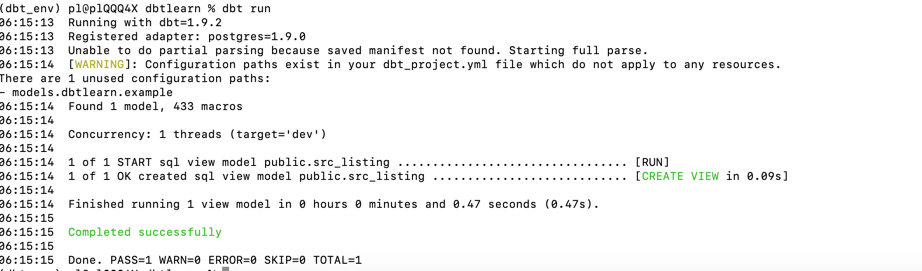 (dbt_env) pl@plQQQ4X dbtlearn % dbt run
06:15:13  Running with dbt=1.9.2
06:15:13  Registered adapter: postgres=1.9.0
06:15:13  Unable to do partial parsing because saved manifest not found. Starting full parse.
06:15:14  [WARNING]: Configuration paths exist in your dbt_project.yml file which do not apply to any resources.
There are 1 unused configuration paths:
- models.dbtlearn.example
06:15:14  Found 1 model, 433 macros
06:15:14
06:15:14  Concurrency: 1 threads (target='dev')
06:15:14
06:15:14  1 of 1 START sql view model public.src_listing ................................. [RUN]
06:15:14  1 of 1 OK created sql view model public.src_listing ............................ [CREATE VIEW in 0.09s]
06:15:14
06:15:14  Finished running 1 view model in 0 hours 0 minutes and 0.47 seconds (0.47s).
06:15:15
06:15:15  Completed successfully
06:15:15
06:15:15  Done. PASS=1 WARN=0 ERROR=0 SKIP=0 TOTAL=1